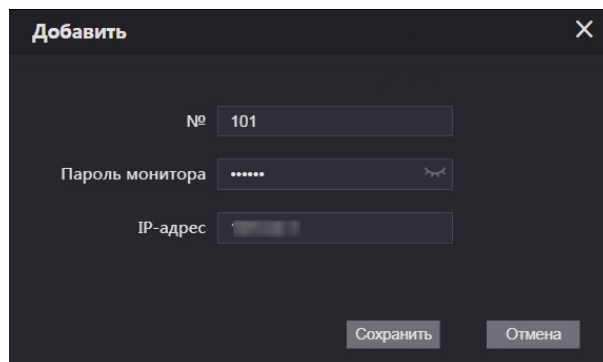 Добавить
№ 101
Пароль монитора ••••••
IP-адрес
Сохранить Отмена